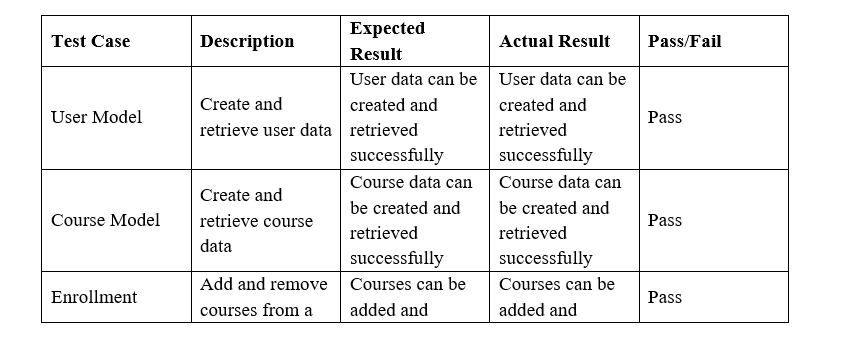 Test Case
Description
Expected
Result
Actual Result
Pass/Fail
User Model
Create and
retrieve user data
User data can be
created and
retrieved
successfully
User data can be
created and
retrieved
successfully
Pass
Course Model
Create and
retrieve course
data
Course data can
be created and
retrieved
successfully
Course data can
be created and
retrieved
successfully
Pass
Enrollment
Add and remove
courses from a
Courses can be
added and
Courses can be
added and
Pass